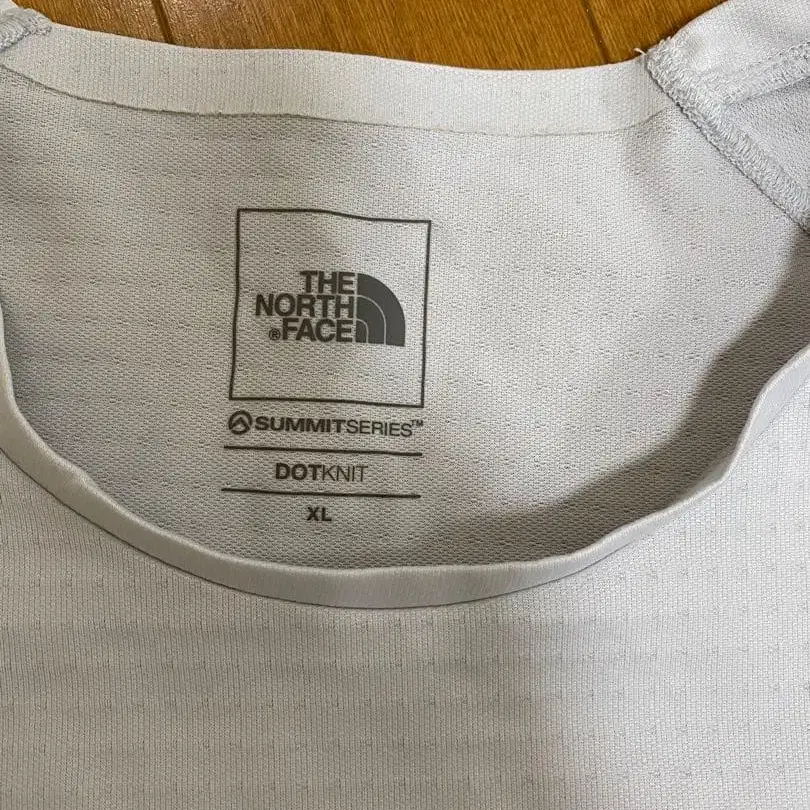 THE
NORTH
®FACE
SUMMITSERIES™
DOTKNIT
XL